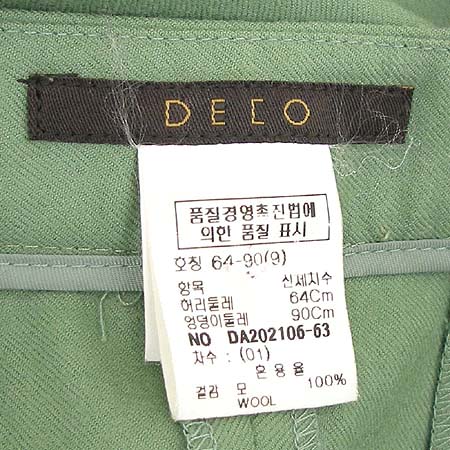 DECO
품질경영촉진법에
의한 품질 표시
호칭 64-90(9)
항목 신체치수
허리둘레 64Cm
엉덩이둘레 90Cm
NO DA202106-63
차수 : (01)
혼 용 율
겉감 모 100%
WOOL